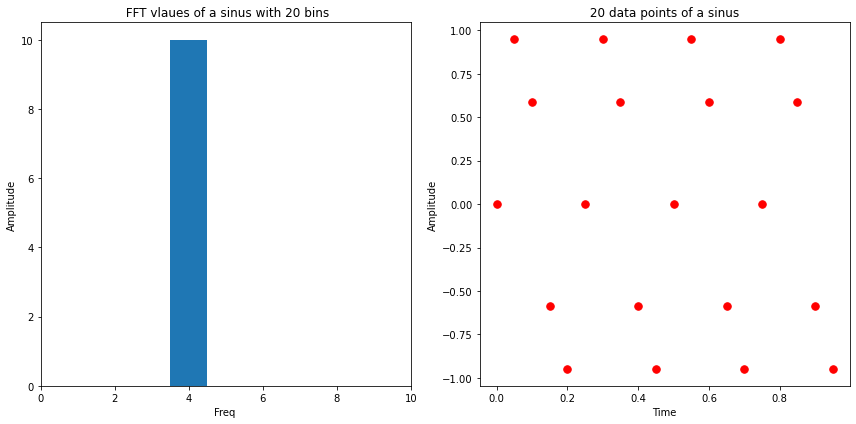 FFT vlaues of a sinus with 20 bins
10
8
6
4
2
0
Amplitude
0 2 4 6 8 10
Freq
20 data points of a sinus
1.00
0.75
0.50
0.25
0.00
−0.25
−0.50
−0.75
−1.00
Amplitude
0.0 0.2 0.4 0.6 0.8
Time